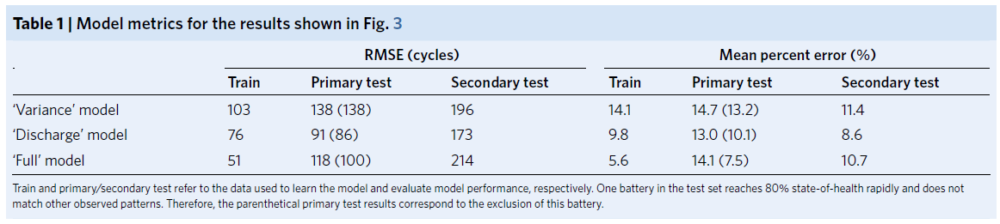 Table 1 | Model metrics for the results shown in Fig. 3
RMSE (cycles) Mean percent error (%)
Train Primary test Secondary test Train Primary test Secondary test
‘Variance’ model 103 138 (138) 196 14.1 14.7 (13.2) 11.4
‘Discharge’ model 76 91 (86) 173 9.8 13.0 (10.1) 8.6
‘Full’ model 51 118 (100) 214 5.6 14.1 (7.5) 10.7
Train and primary/secondary test refer to the data used to learn the model and evaluate model performance, respectively. One battery in the test set reaches 80% state-of-health rapidly and does not
match other observed patterns. Therefore, the parenthetical primary test results correspond to the exclusion of this battery.